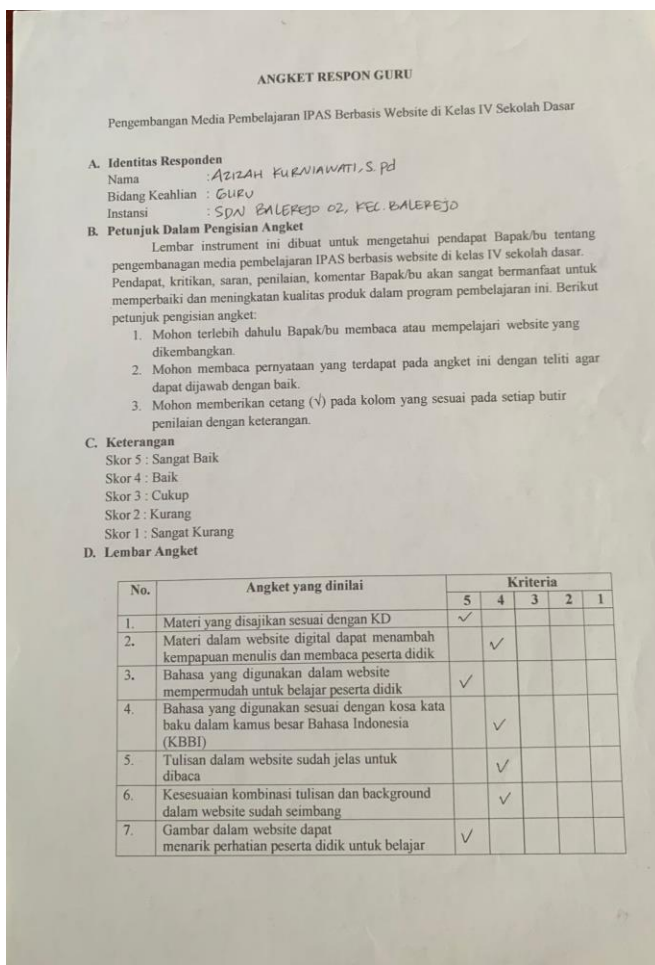 ANGKET RESPON GURU
Pengembangan Media Pembelajaran IPAS Berbasis Website di Kelas IV Sekolah Dasar
A. Identitas Responden
Nama : AZIZAH KURNIAWATI, S.Pd
Bidang Keahlian : GURU
Instansi : SDN BALEREJO 02, KEC. BALEREJO
B. Petunjuk Dalam Pengisian Angket
Lembar instrument ini dibuat untuk mengetahui pendapat Bapak/bu tentang
pengembanagan media pembelajaran IPAS berbasis website di kelas IV sekolah dasar.
Pendapat, kritikan, saran, penilaian, komentar Bapak/bu akan sangat bermanfaat untuk
memperbaiki dan meningkatan kualitas produk dalam program pembelajaran ini. Berikut
petunjuk pengisian angket:
1. Mohon terlebih dahulu Bapak/bu membaca atau mempelajari website yang
dikembangkan.
2. Mohon membaca pernyataan yang terdapat pada angket ini dengan teliti agar
dapat dijawab dengan baik.
3. Mohon memberikan cetang (√) pada kolom yang sesuai pada setiap butir
penilaian dengan keterangan.
C. Keterangan
Skor 5 : Sangat Baik
Skor 4 : Baik
Skor 3 : Cukup
Skor 2 : Kurang
Skor 1 : Sangat Kurang
D. Lembar Angket
No. Angket yang dinilai Kriteria
5 4 3 2 1
1. Materi yang disajikan sesuai dengan KD ✓
2. Materi dalam website digital dapat menambah
kempapuan menulis dan membaca peserta didik ✓
3. Bahasa yang digunakan dalam website
mempermudah untuk belajar peserta didik ✓
4. Bahasa yang digunakan sesuai dengan kosa kata
baku dalam kamus besar Bahasa Indonesia ✓
(KBBI)
5. Tulisan dalam website sudah jelas untuk
dibaca ✓
6. Kesesuaian kombinasi tulisan dan background ✓
dalam website sudah seimbang
7. Gambar dalam website dapat
menarik perhatian peserta didik untuk belajar ✓